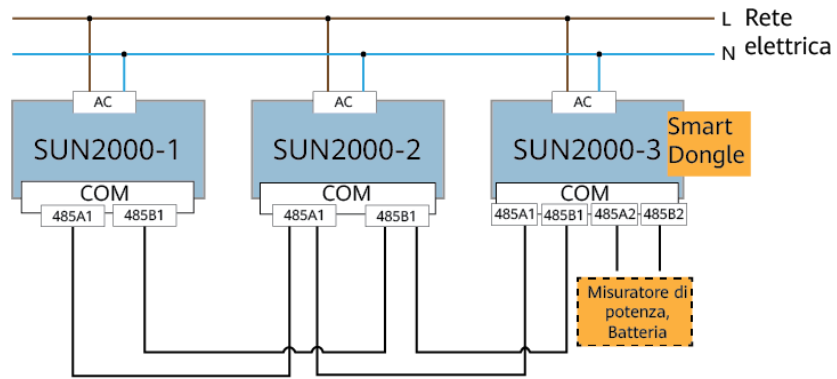 L Rete
N elettrica
AC
AC
AC
SUN2000-1
SUN2000-2
SUN2000-3
Smart
Dongle
COM
COM
COM
485A1
485B1
485A1
485B1
485A1
485B1
485A2
485B2
Misuratore di
potenza,
Batteria